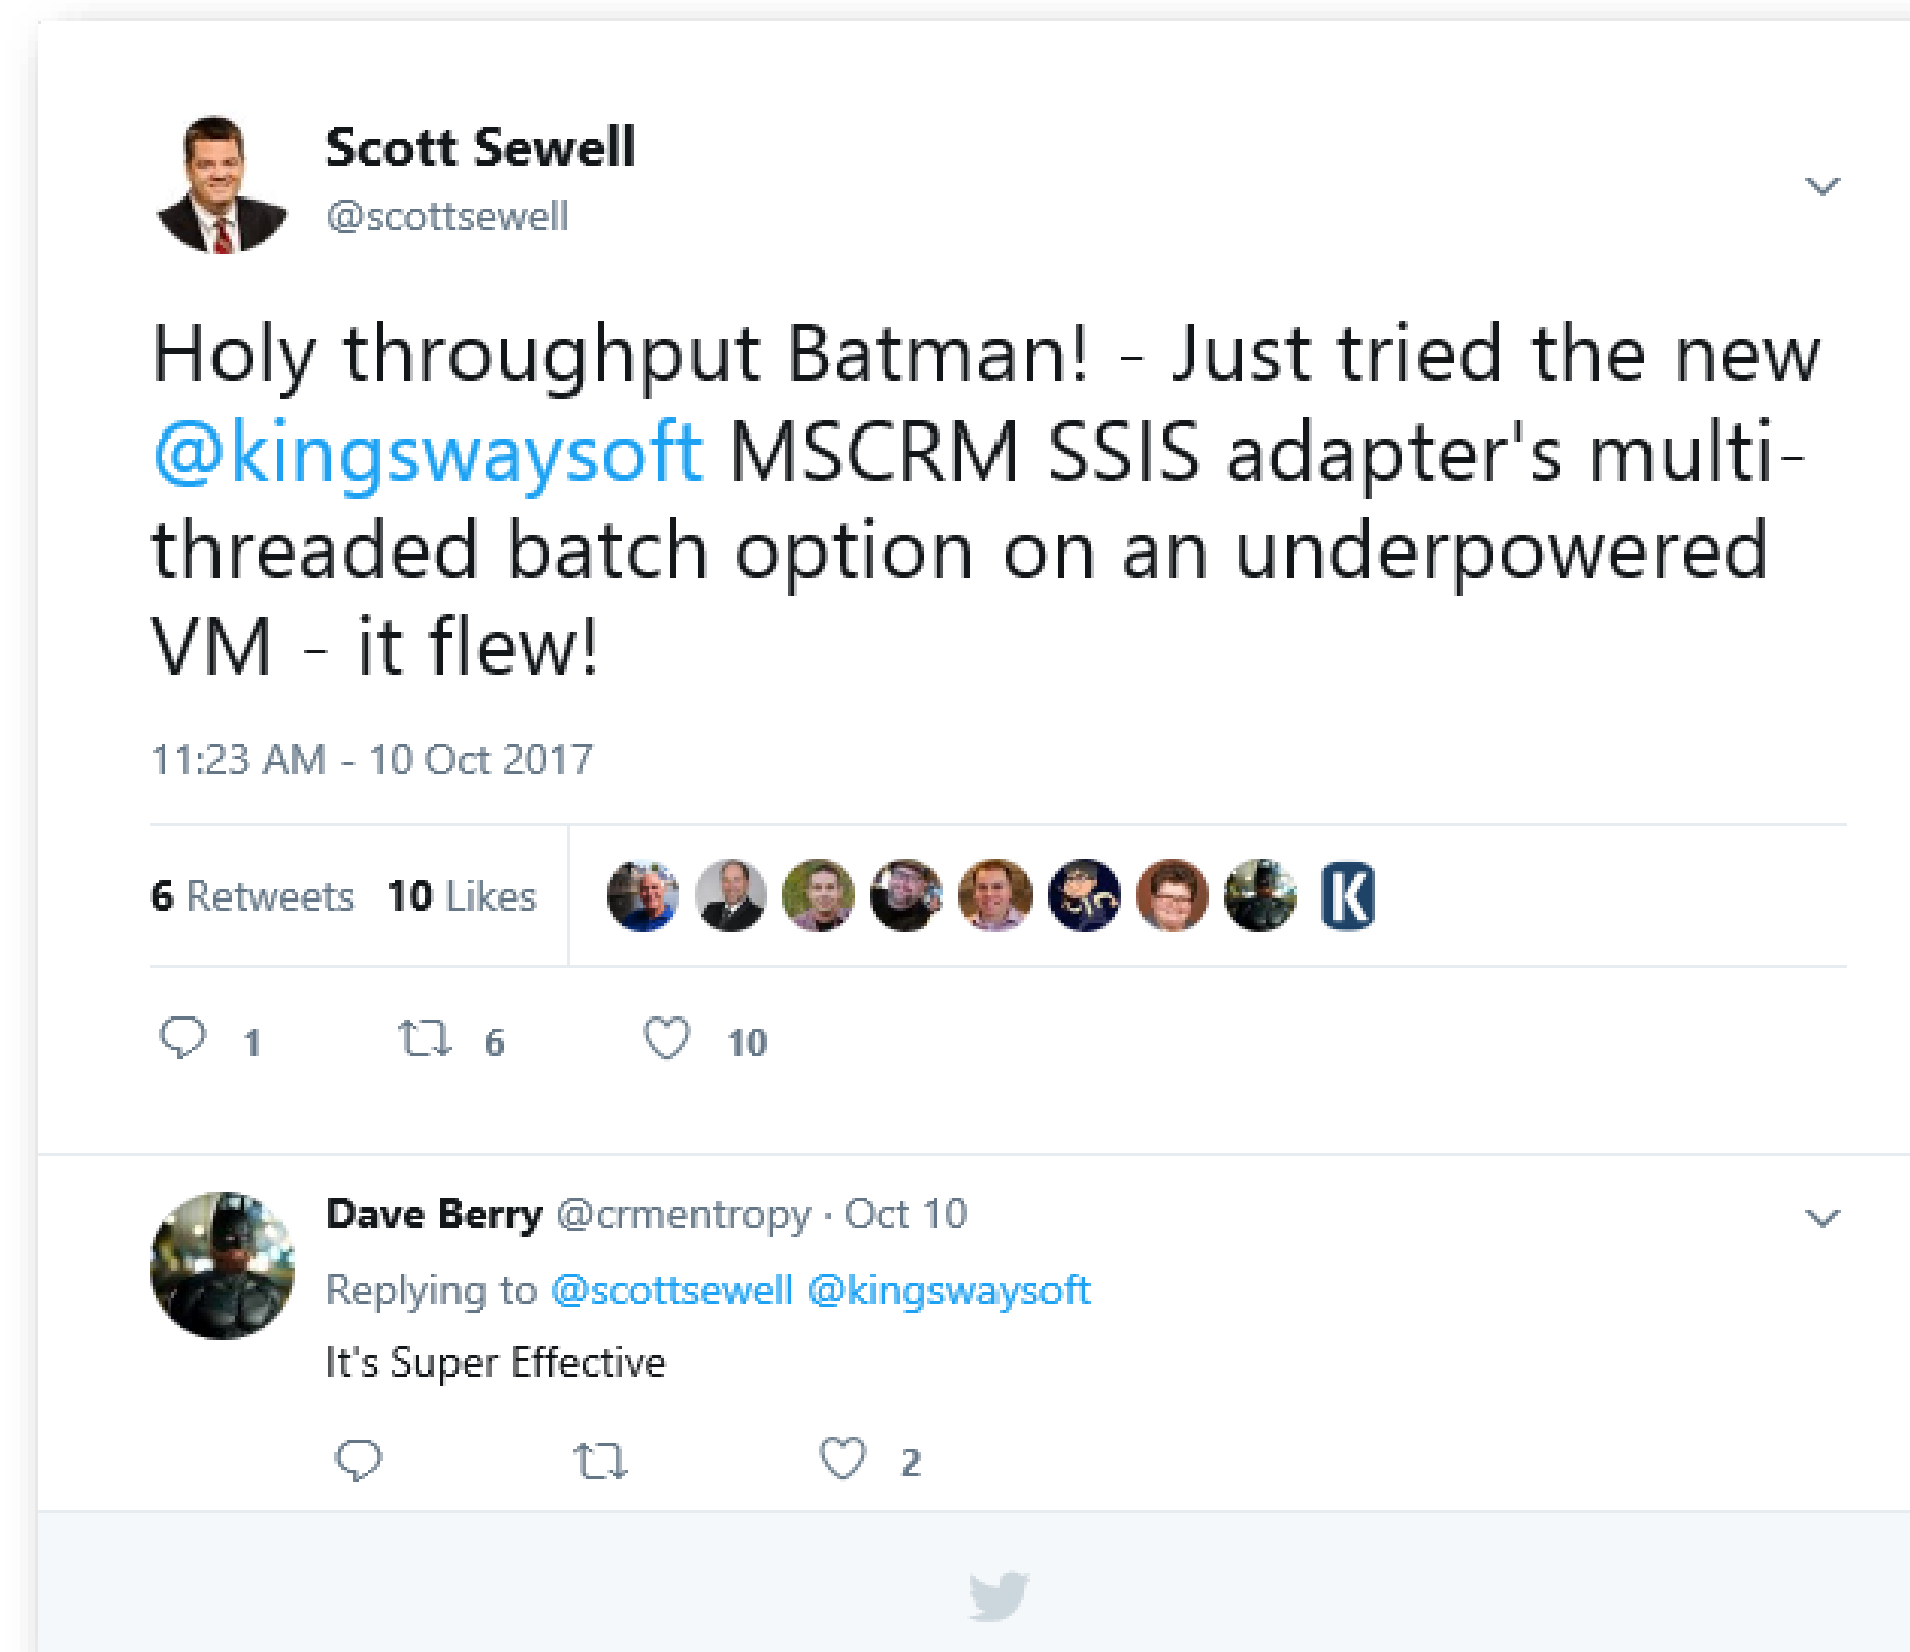 Scott Sewell
@scottsewell
Holy throughput Batman! - Just tried the new
@kingswaysoft MSCRM SSIS adapter's multi-
threaded batch option on an underpowered
VM - it flew!
11:23 AM - 10 Oct 2017
6 Retweets 10 Likes
K
1 6 10
Dave Berry @crmentropy · Oct 10
Replying to @scottsewell @kingswaysoft
It's Super Effective
2